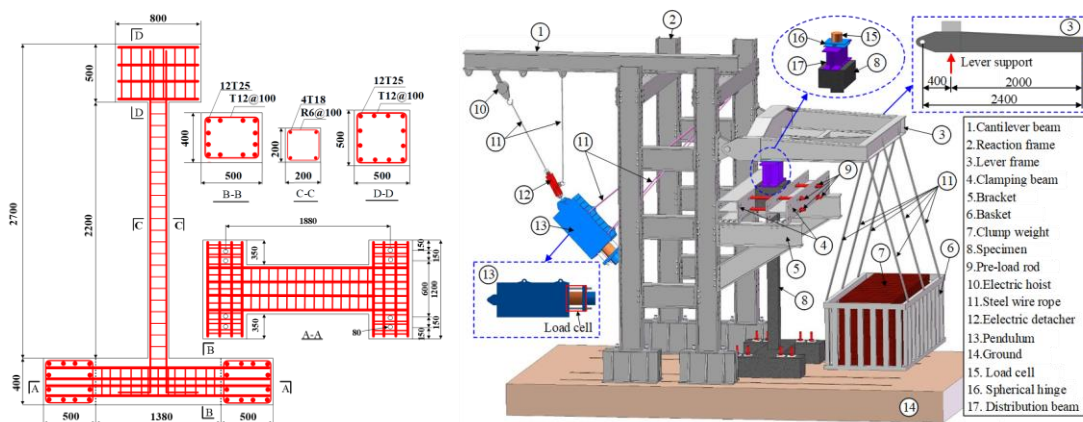 800
D
D
500
2700
2200
C
C
400
A
A
B
B
500
1380
500
12T25
T12@100
400
500
B-B
4T18
R6@100
200
200
C-C
12T25
T12@100
500
500
D-D
1880
350
350
150
150
600
1200
150
150
80
A-A
1
2
15
16
17
8
3
Lever support
400
2000
2400
10
11
12
13
11
9
4
5
8
3
11
7
6
13
Load cell
14
1.Cantilever beam
2.Reaction frame
3.Lever frame
4.Clamping beam
5.Bracket
6.Basket
7.Clump weight
8.Specimen
9.Pre-load rod
10.Electric hoist
11.Steel wire rope
12.Eelectric detacher
13.Pendulum
14.Ground
15. Load cell
16. Spherical hinge
17. Distribution beam